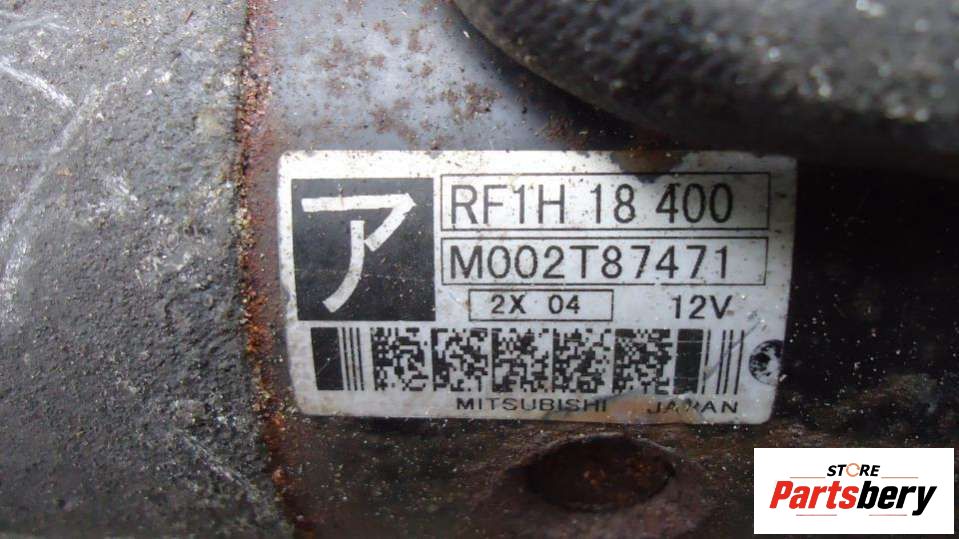 ア
RF1H 18 400
M002T87471
2X 04 12V
MITSUBISHI JAPAN
STORE
Partsbery